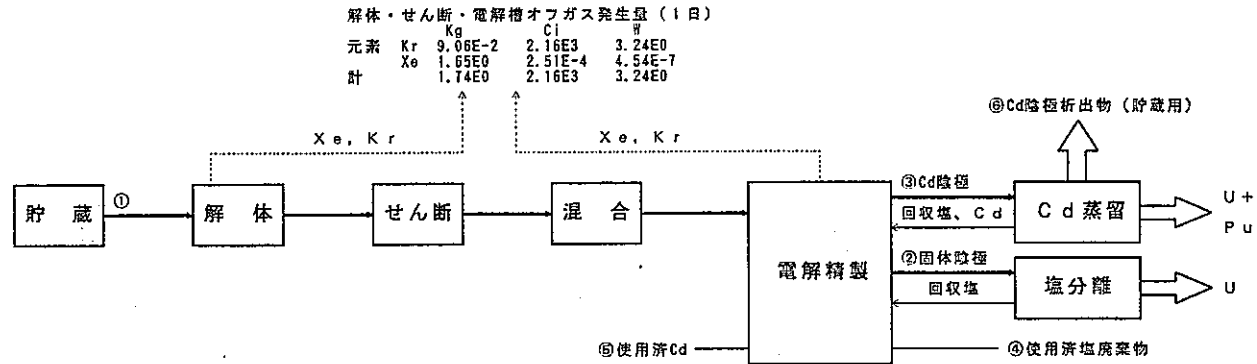 解体・せん断・電解槽オフガス発生量（1日）
Kg Ci W
元素 Kr 9.06E-2 2.16E3 3.24E0
Xe 1.65E0 2.51E-4 4.54E-7
計 1.74E0 2.16E3 3.24E0
⑥Cd陰極析出物（貯蔵用）
Xe, Kr
Xe, Kr
貯 蔵
①
解 体
せん断
混 合
電解精製
③Cd陰極
回収塩、Cd
Cd蒸留
U+
Pu
②固体陰極
回収塩
塩分離
U
⑤使用済Cd
④使用済塩廃棄物